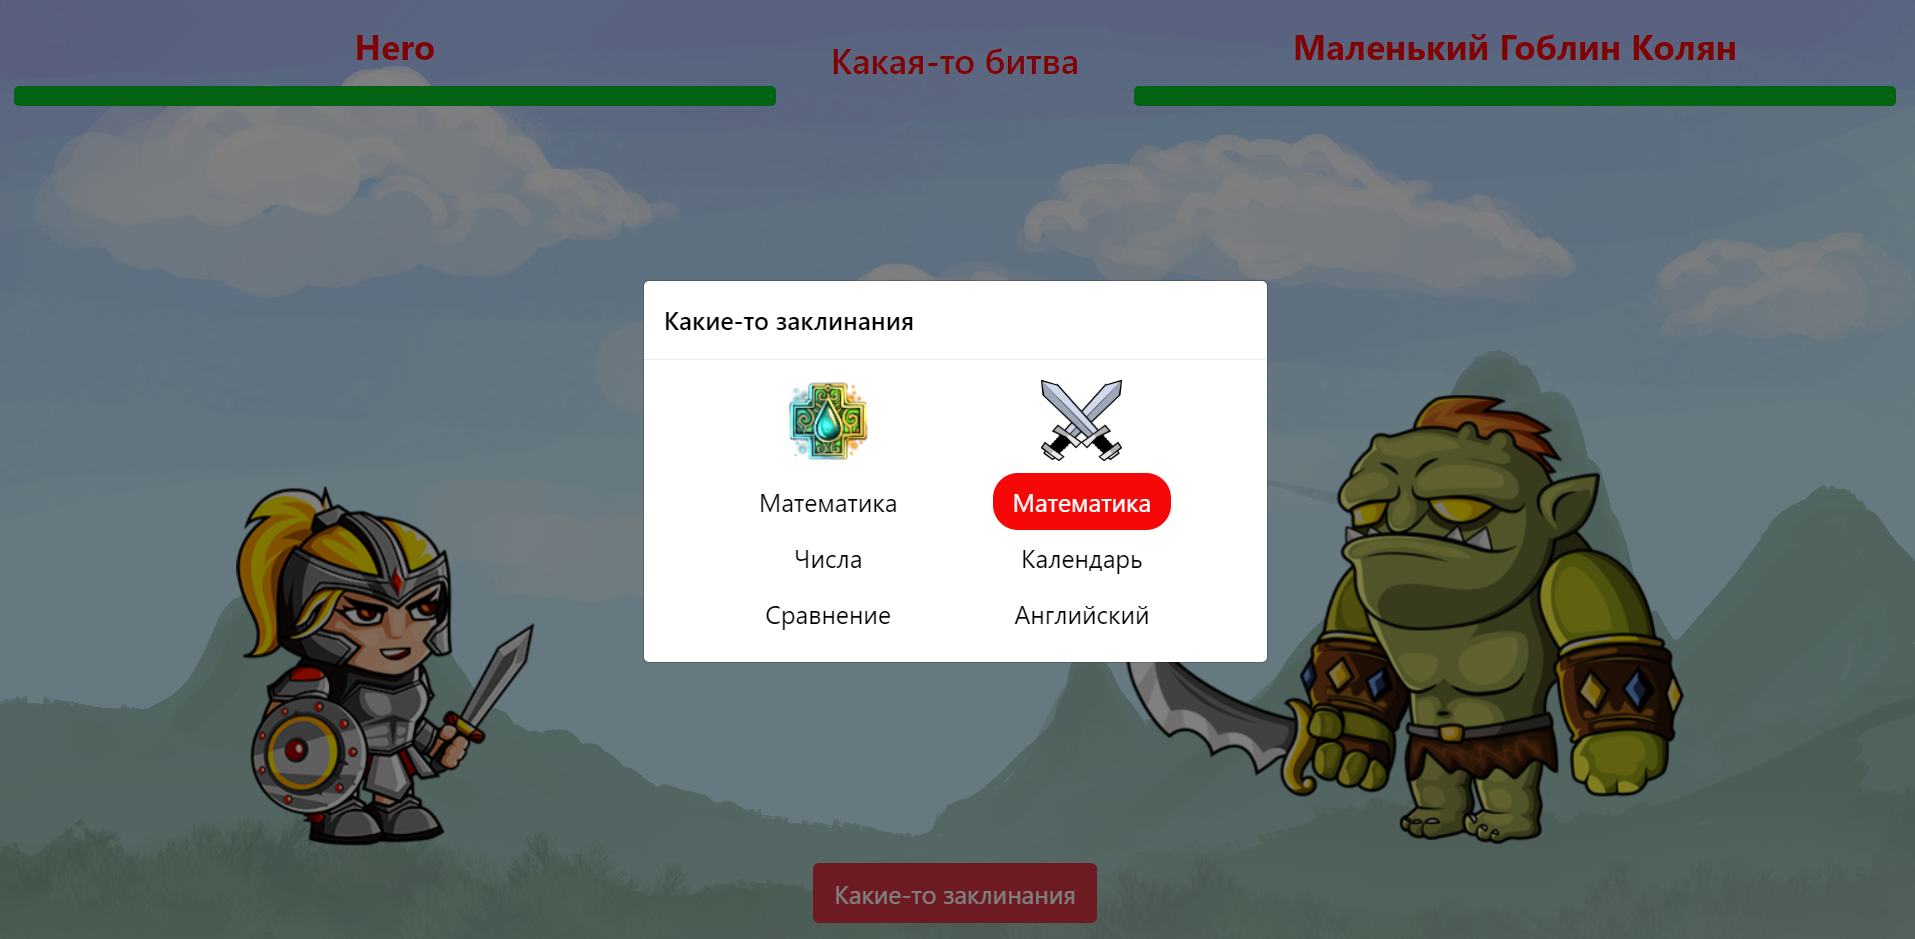 Hero
Какая-то битва
Маленький Гоблин Колян
Какие-то заклинания
Математика
Числа
Сравнение
Математика
Календарь
Английский
Какие-то заклинания